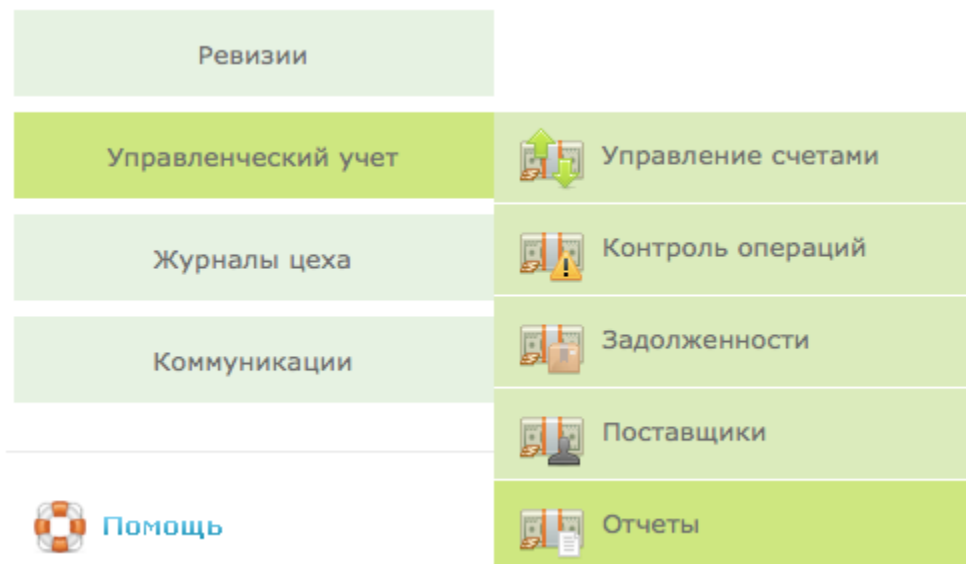 Ревизии
Управленческий учет
Журналы цеха
Коммуникации
Помощь
Управление счетами
Контроль операций
Задолженности
Поставщики
Отчеты